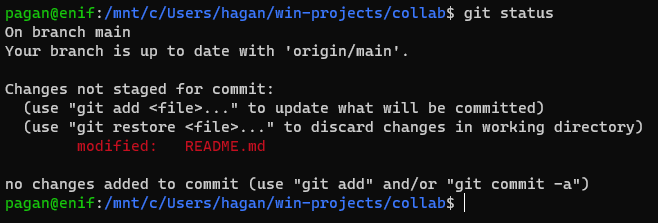 pagan@enif:/mnt/c/Users/hagan/win-projects/collab$ git status
On branch main
Your branch is up to date with 'origin/main'.

Changes not staged for commit:
  (use "git add <file>..." to update what will be committed)
  (use "git restore <file>..." to discard changes in working directory)
        modified:   README.md

no changes added to commit (use "git add" and/or "git commit -a")
pagan@enif:/mnt/c/Users/hagan/win-projects/collab$